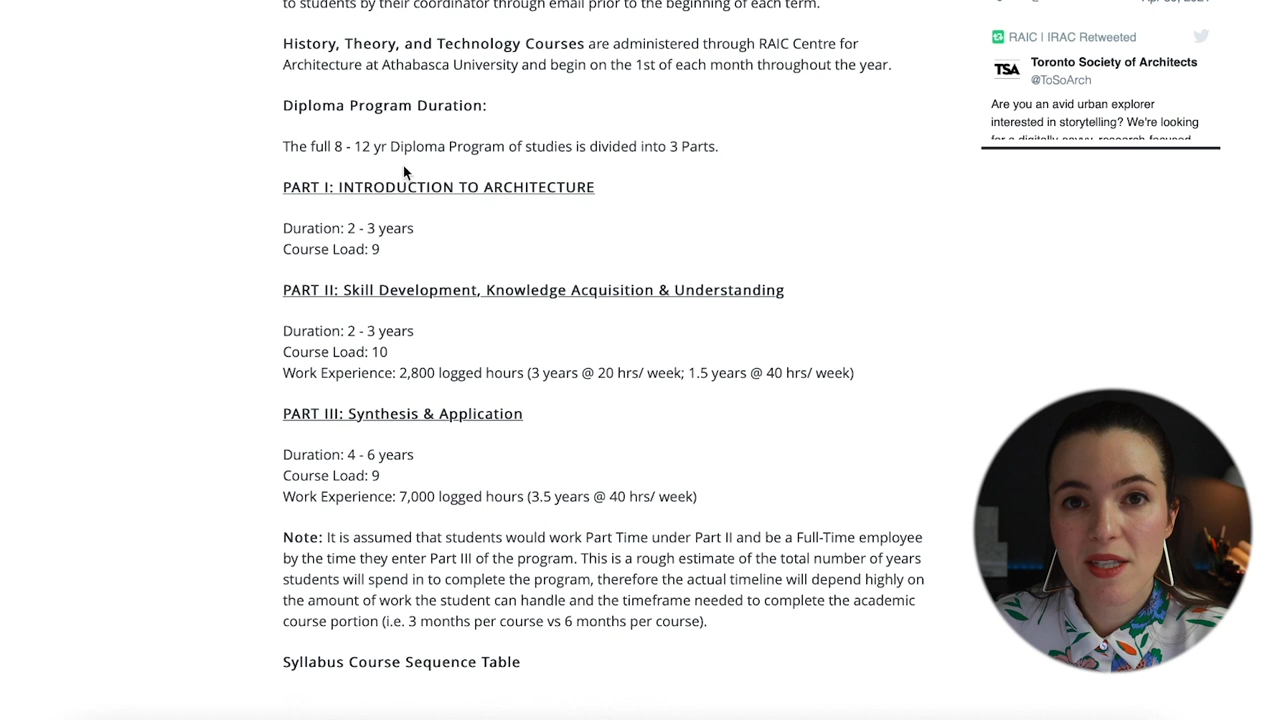 to students by their coordinator through email prior to the beginning of each term.
History, Theory, and Technology Courses are administered through RAIC Centre for
Architecture at Athabasca University and begin on the 1st of each month throughout the year.
Diploma Program Duration:
The full 8 - 12 yr Diploma Program of studies is divided into 3 Parts.
PART I: INTRODUCTION TO ARCHITECTURE
Duration: 2 - 3 years
Course Load: 9
PART II: Skill Development, Knowledge Acquisition & Understanding
Duration: 2 - 3 years
Course Load: 10
Work Experience: 2,800 logged hours (3 years @ 20 hrs/ week; 1.5 years @ 40 hrs/ week)
PART III: Synthesis & Application
Duration: 4 - 6 years
Course Load: 9
Work Experience: 7,000 logged hours (3.5 years @ 40 hrs/ week)
Note: It is assumed that students would work Part Time under Part II and be a Full-Time employee
by the time they enter Part III of the program. This is a rough estimate of the total number of years
students will spend in to complete the program, therefore the actual timeline will depend highly on
the amount of work the student can handle and the timeframe needed to complete the academic
course portion (i.e. 3 months per course vs 6 months per course).
Syllabus Course Sequence Table
RAIC | IRAC Retweeted
TSA
Toronto Society of Architects
@ToSoArch
Are you an avid urban explorer
interested in storytelling? We're looking
for a digitally savvy, research-focused